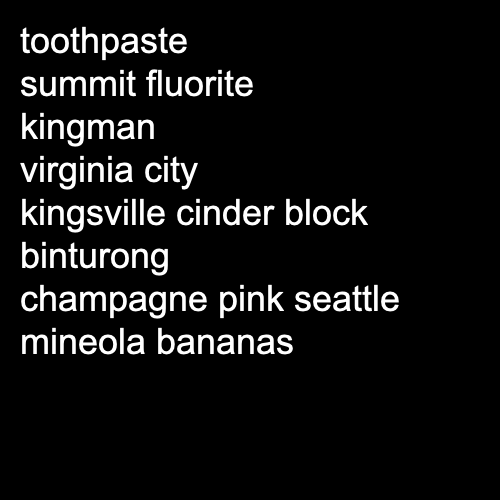 toothpaste
summit fluorite
kingman
virginia city
kingsville cinder block
binturong
champagne pink seattle
mineola bananas